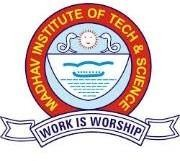 MADHAV INSTITUTE OF TECH & SCIENCE
WORK IS WORSHIP